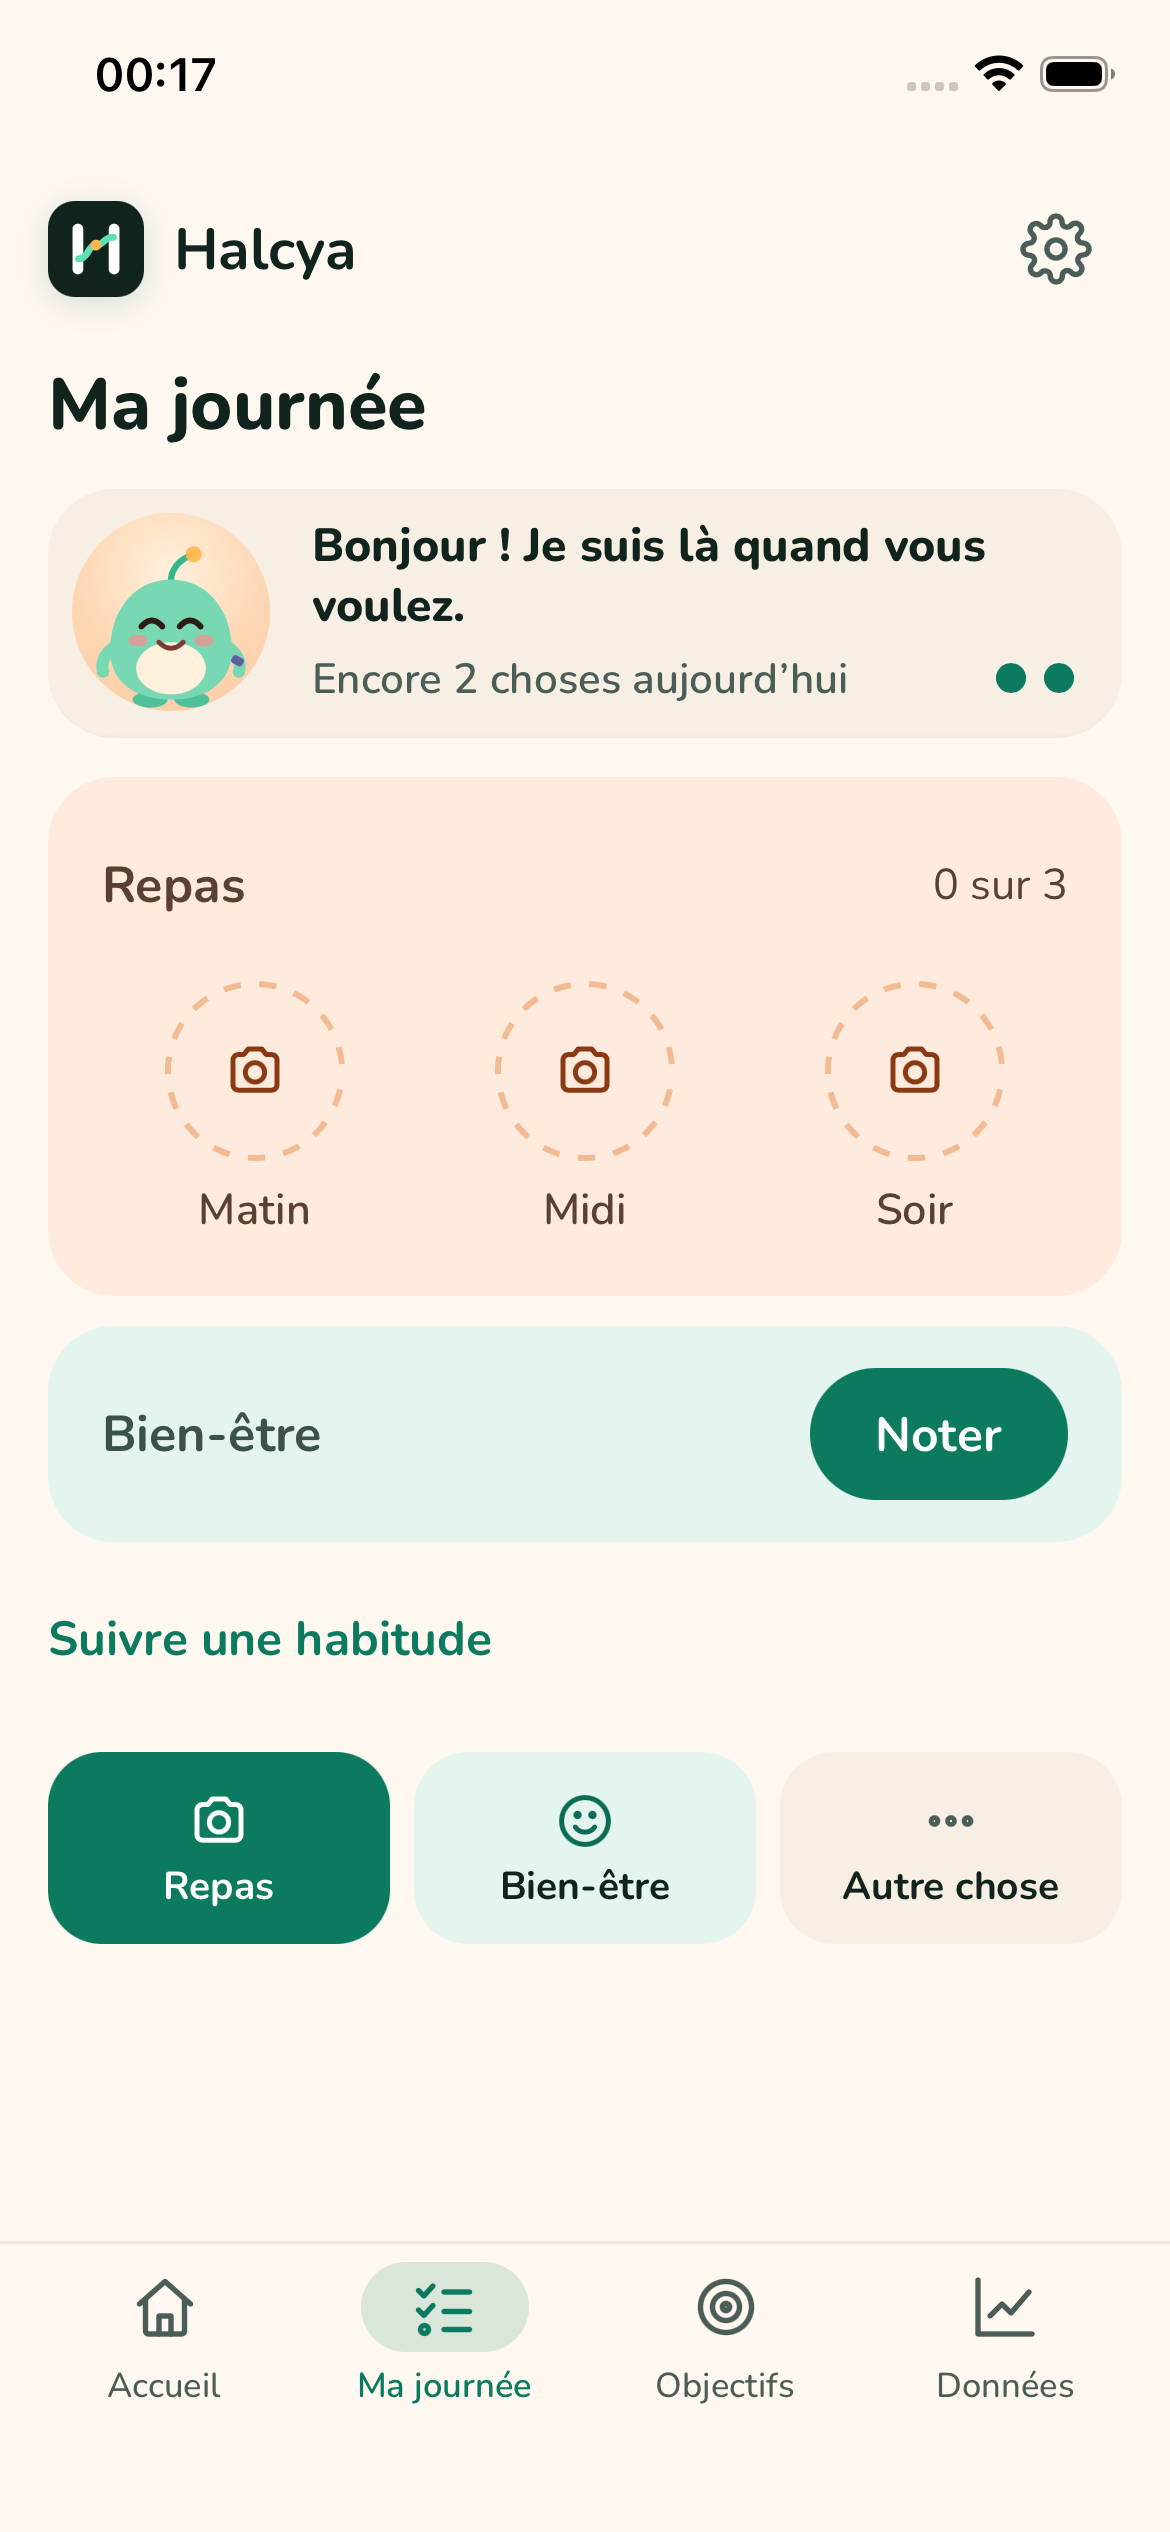 00:17
Halcya
Ma journée
Bonjour ! Je suis là quand vous
voulez.
Encore 2 choses aujourd’hui
Repas
0 sur 3
Matin
Midi
Soir
Bien-être
Noter
Suivre une habitude
Repas
Bien-être
Autre chose
Accueil
Ma journée
Objectifs
Données